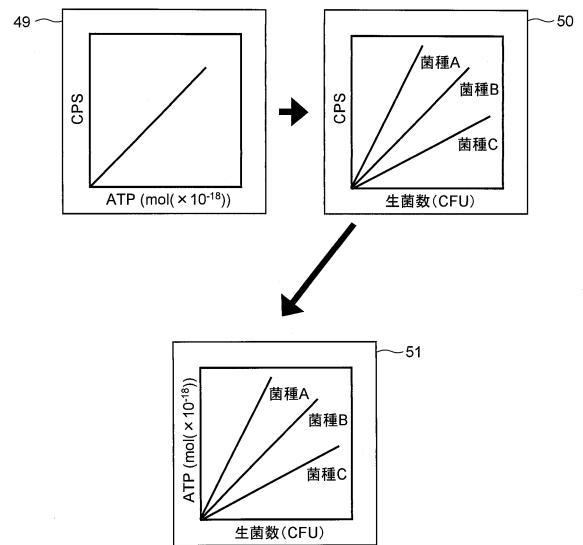 49
CPS
ATP (mol(×10-18))
50
CPS
菌種A
菌種B
菌種C
生菌数(CFU)
51
ATP (mol(×10-18))
菌種A
菌種B
菌種C
生菌数(CFU)